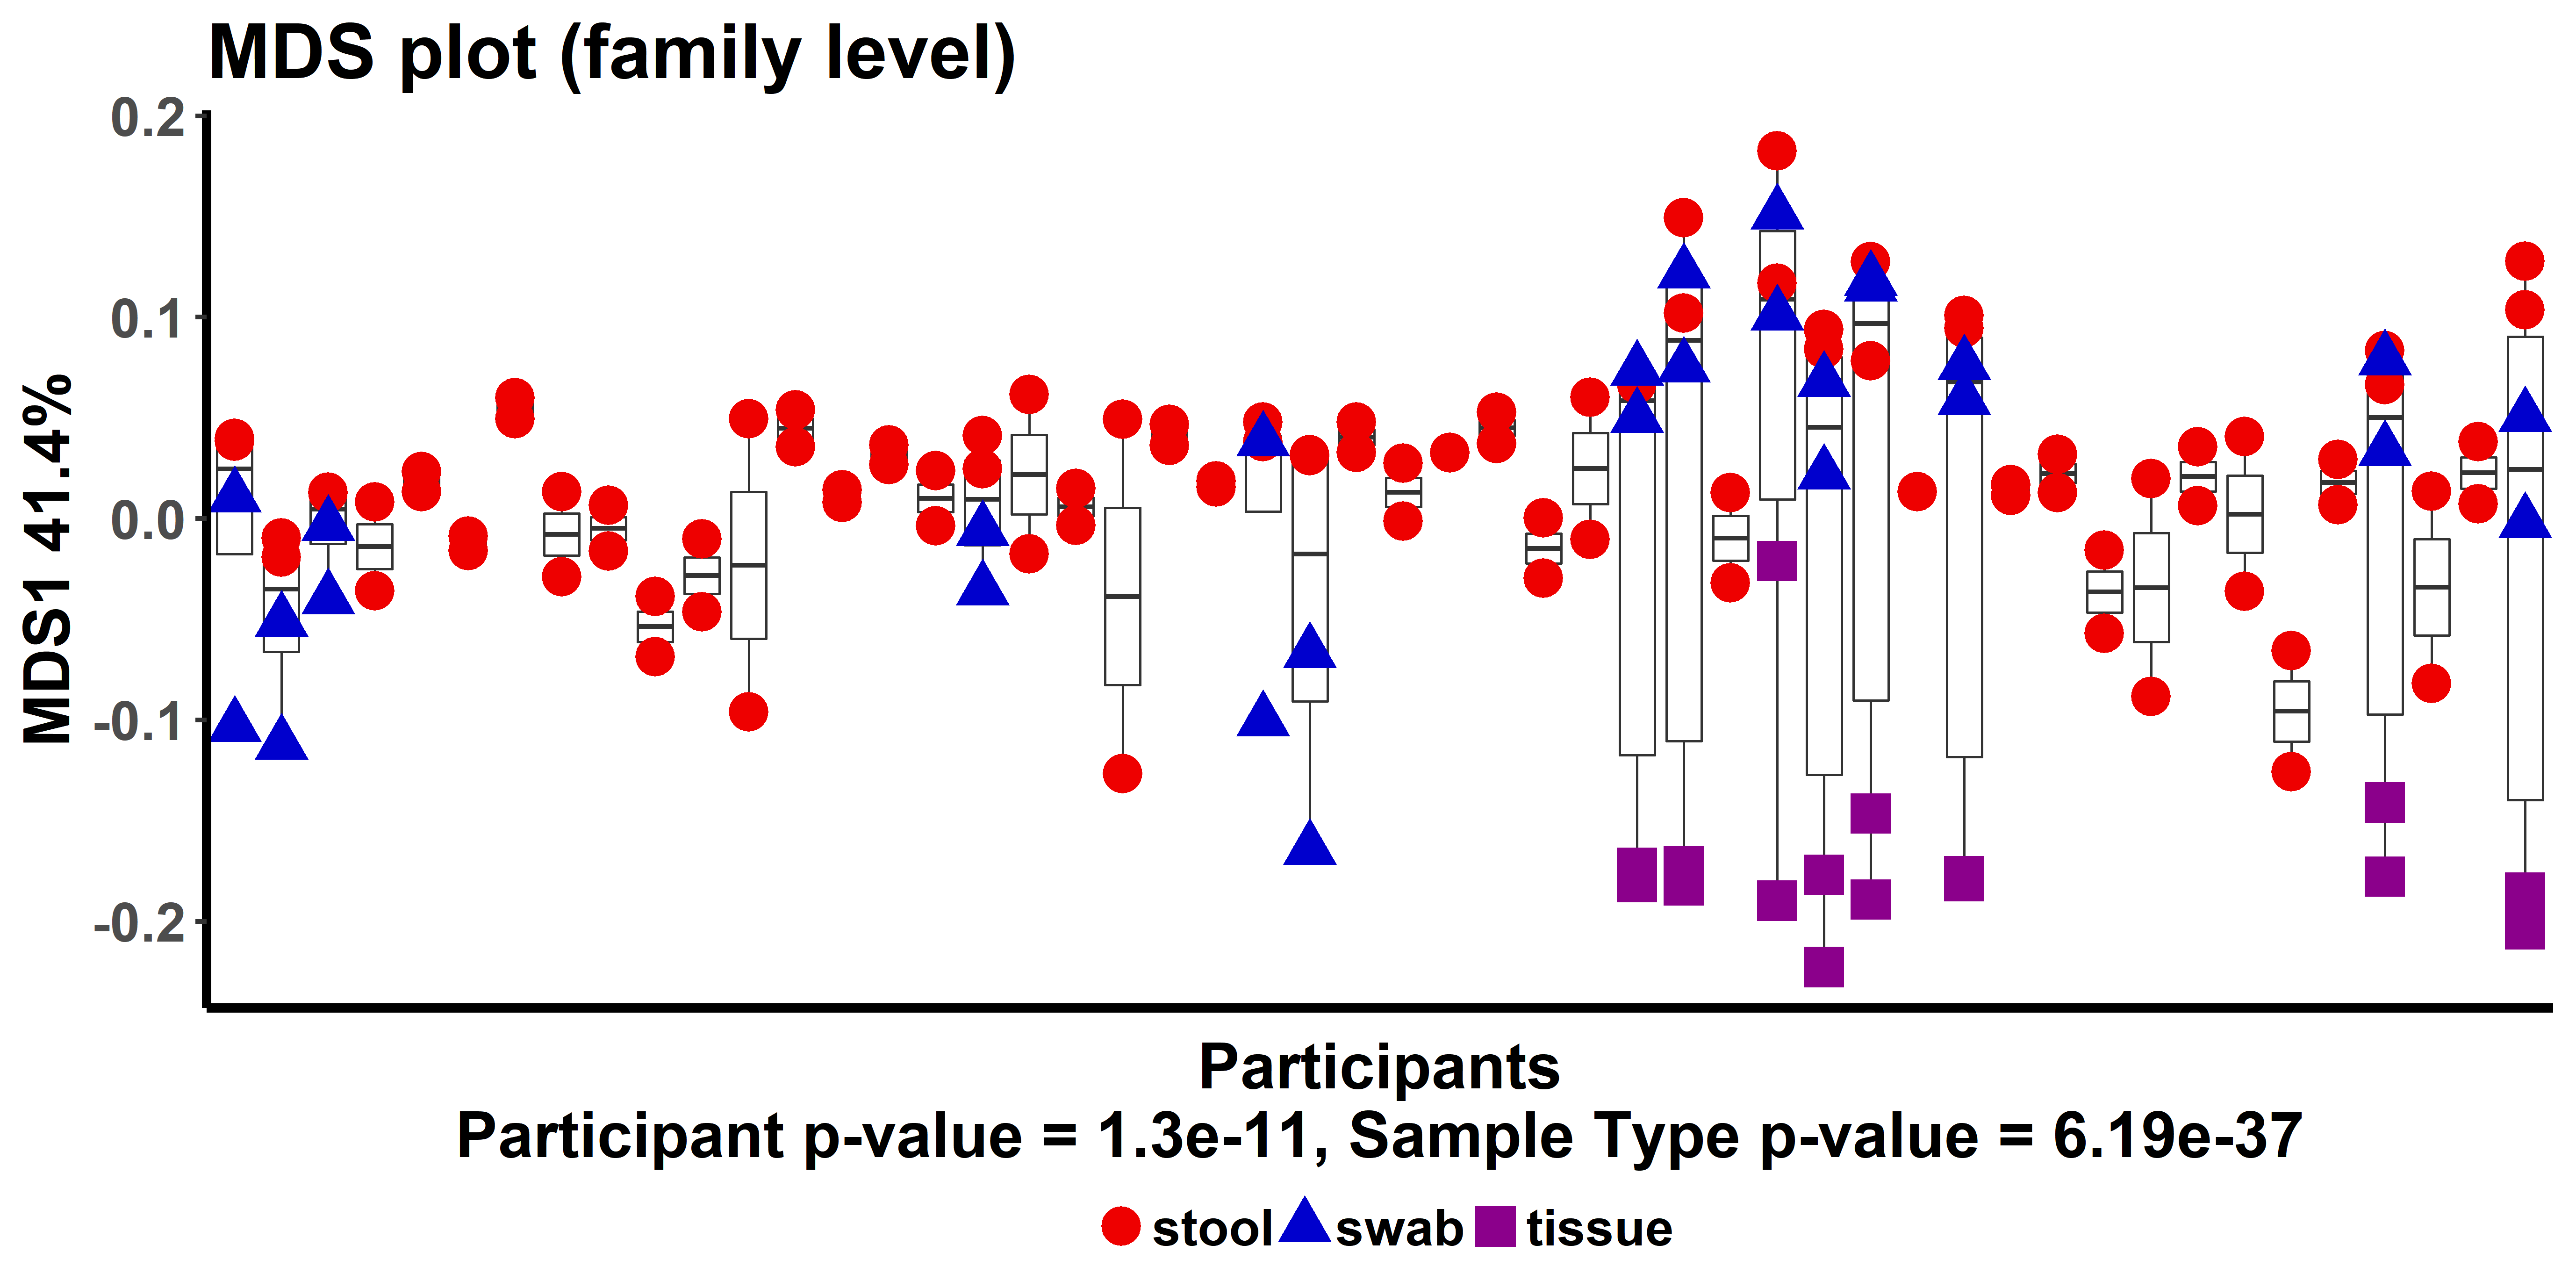 MDS plot (family level)
0.2
0.1
0.0
-0.1
-0.2
MDS1 41.4%
Participants
Participant p-value = 1.3e-11, Sample Type p-value = 6.19e-37
stool swab tissue